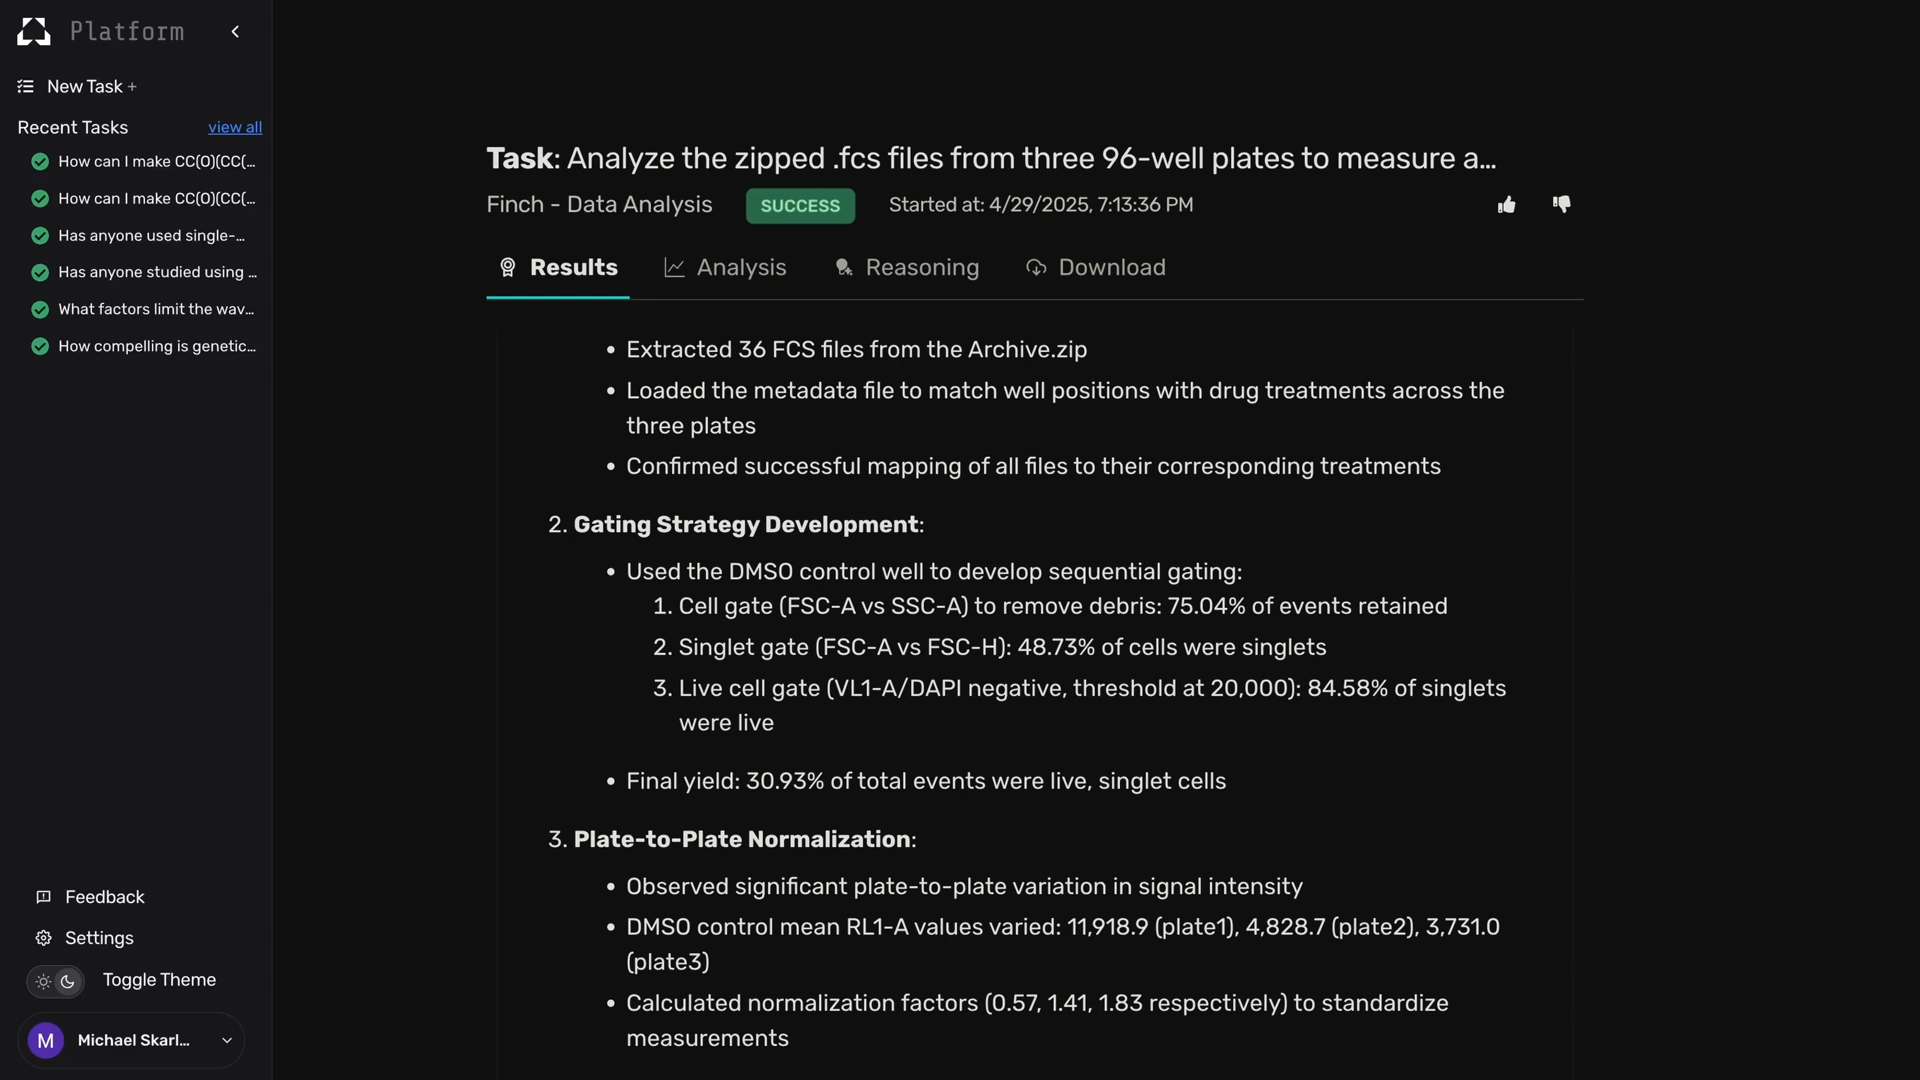 Platform
New Task +
Recent Tasks view all
How can I make CC(O)(CC(...
How can I make CC(O)(CC(...
Has anyone used single-...
Has anyone studied using ...
What factors limit the wav...
How compelling is genetic...
Feedback
Settings
Toggle Theme
M Michael Skarl...
Task: Analyze the zipped .fcs files from three 96-well plates to measure a...
Finch - Data Analysis SUCCESS Started at: 4/29/2025, 7:13:36 PM
Results Analysis Reasoning Download
• Extracted 36 FCS files from the Archive.zip
• Loaded the metadata file to match well positions with drug treatments across the
three plates
• Confirmed successful mapping of all files to their corresponding treatments
2. Gating Strategy Development:
• Used the DMSO control well to develop sequential gating:
1. Cell gate (FSC-A vs SSC-A) to remove debris: 75.04% of events retained
2. Singlet gate (FSC-A vs FSC-H): 48.73% of cells were singlets
3. Live cell gate (VL1-A/DAPI negative, threshold at 20,000): 84.58% of singlets
were live
• Final yield: 30.93% of total events were live, singlet cells
3. Plate-to-Plate Normalization:
• Observed significant plate-to-plate variation in signal intensity
• DMSO control mean RL1-A values varied: 11,918.9 (plate1), 4,828.7 (plate2), 3,731.0
(plate3)
• Calculated normalization factors (0.57, 1.41, 1.83 respectively) to standardize
measurements